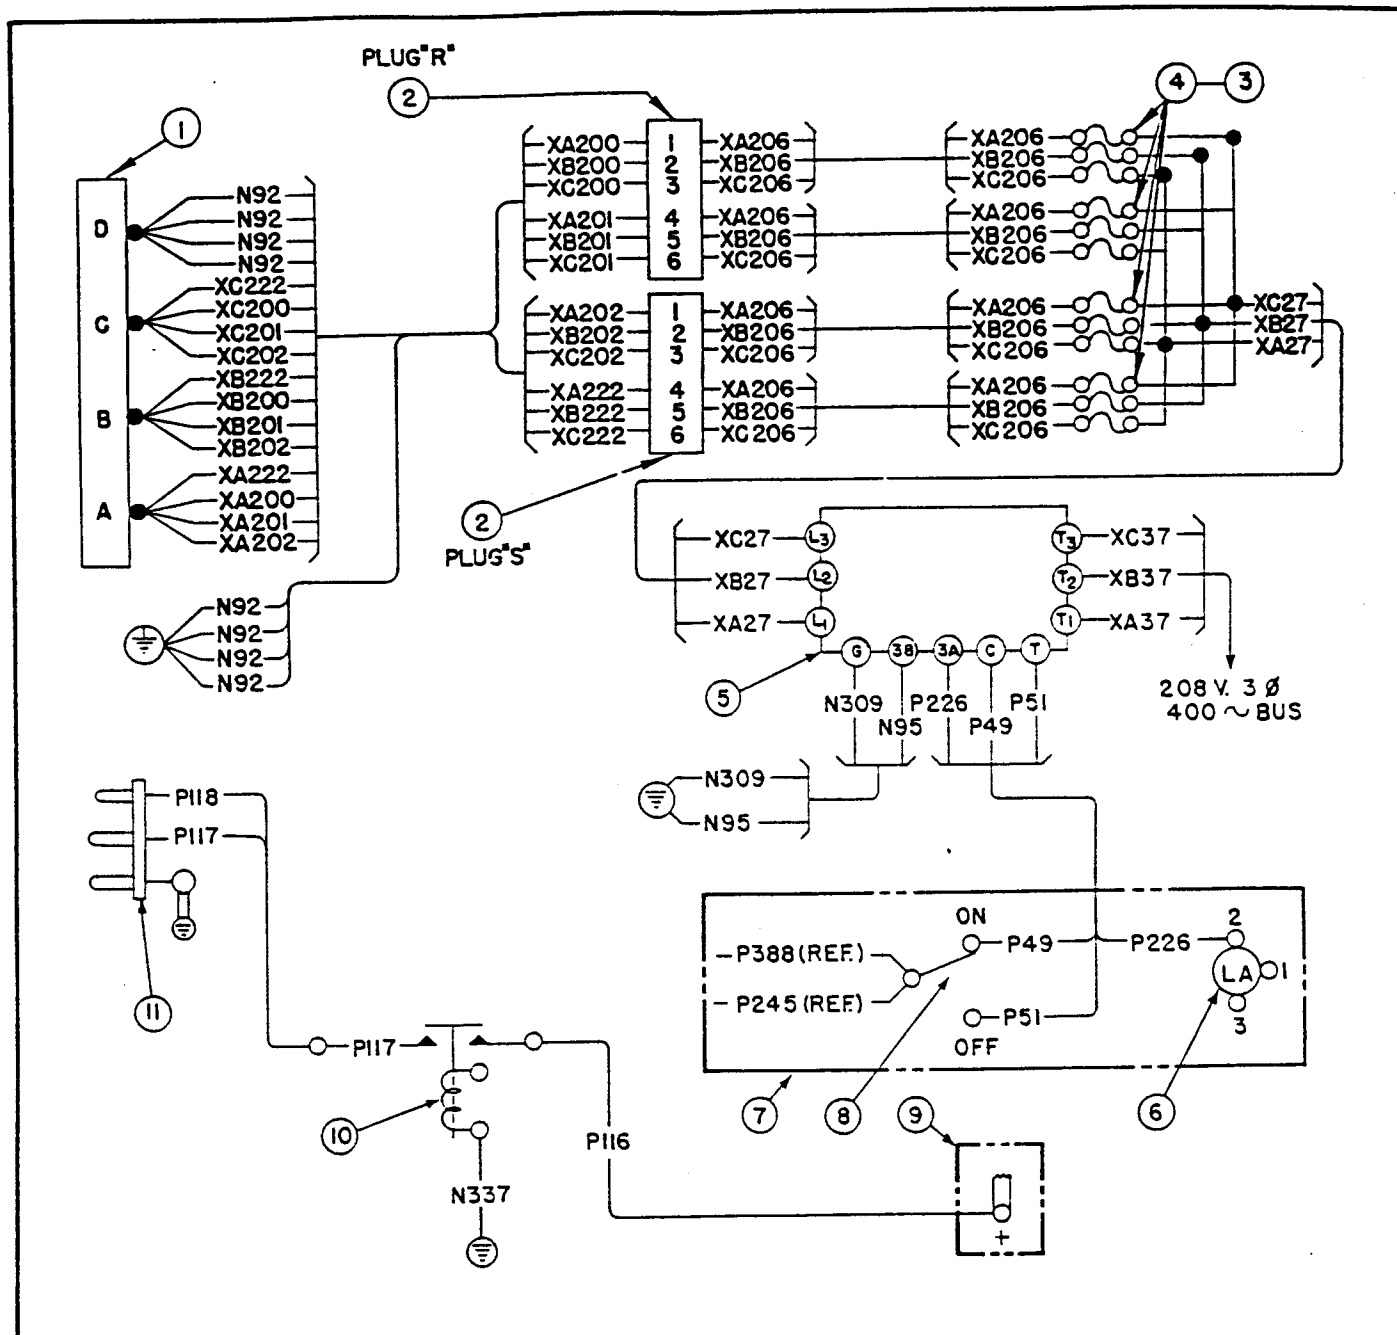 PLUG"R"
2
4
3
1
XA200 1 XA206
XB200 2 XB206
XC200 3 XC206
XA201 4 XA206
XB201 5 XB206
XC201 6 XC206
XA202 1 XA206
XB202 2 XB206
XC202 3 XC206
XA222 4 XA206
XB222 5 XB206
XC222 6 XC206
XA206
XB206
XC206
XA206
XB206
XC206
XA206
XB206
XC206
XA206
XB206
XC206
XC27
XB27
XA27
D
N92
N92
N92
N92
C
XC222
XC200
XC201
XC202
B
XB222
XB200
XB201
XB202
A
XA222
XA200
XA201
XA202
2
PLUG"S"
N92
N92
N92
N92
XC27 L3
XB27 L2
XA27 L1
T3 XC37
T2 XB37
T1 XA37
G 38 3A C T
5
N309 P226 P51
N95 P49
208 V. 3 Ø
400 ~ BUS
N309
N95
P118
P117
11
ON
P49 P226
2
LA 1
3
-P388(REF.)
-P245(REF.)
P51
OFF
7
8
9
6
P117
10
P116
N337
+